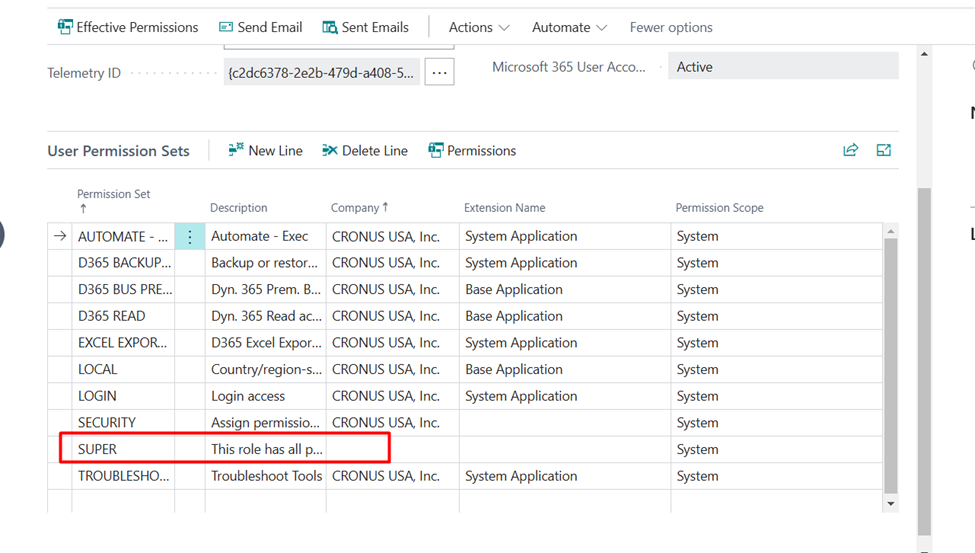 Effective Permissions Send Email Sent Emails Actions Automate Fewer options
Telemetry ID {c2dc6378-2e2b-479d-a408-5... ... Microsoft 365 User Acco... Active
User Permission Sets New Line Delete Line Permissions
Permission Set ↑ Description Company ↑ Extension Name Permission Scope
→ AUTOMATE - ... Automate - Exec CRONUS USA, Inc. System Application System
D365 BACKUP... Backup or restor... CRONUS USA, Inc. System Application System
D365 BUS PRE... Dyn. 365 Prem. B... CRONUS USA, Inc. Base Application System
D365 READ Dyn. 365 Read ac... CRONUS USA, Inc. Base Application System
EXCEL EXPOR... D365 Excel Expor... CRONUS USA, Inc. System Application System
LOCAL Country/region-s... CRONUS USA, Inc. Base Application System
LOGIN Login access CRONUS USA, Inc. System Application System
SECURITY Assign permissio... CRONUS USA, Inc. System
SUPER This role has all p... System
TROUBLESHO... Troubleshoot Tools CRONUS USA, Inc. System Application System